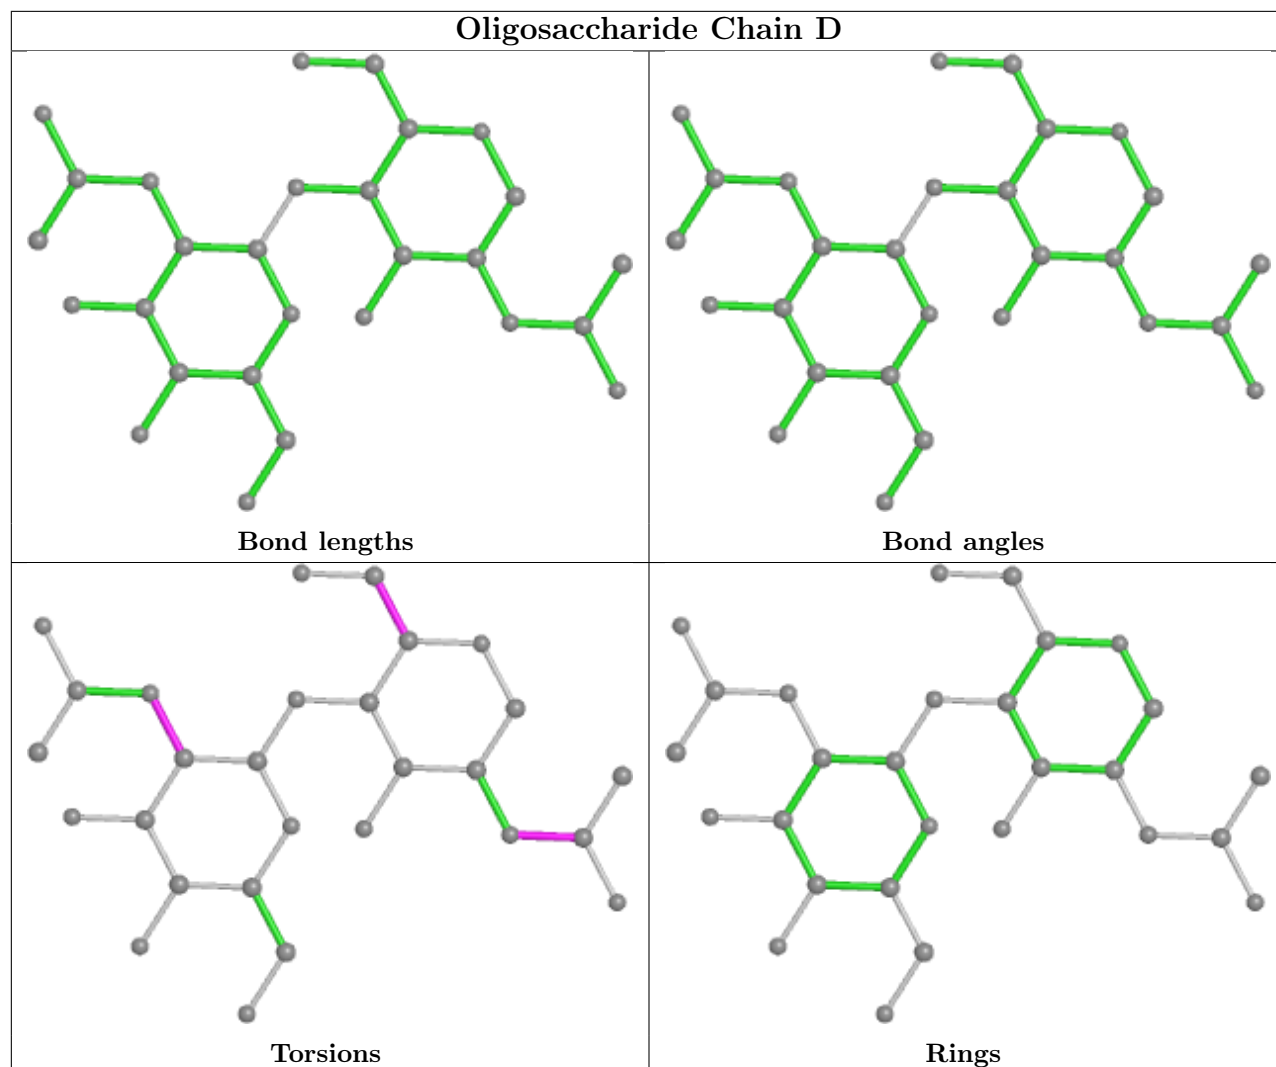 Oligosaccharide Chain D
Bond lengths
Bond angles
Torsions
Rings